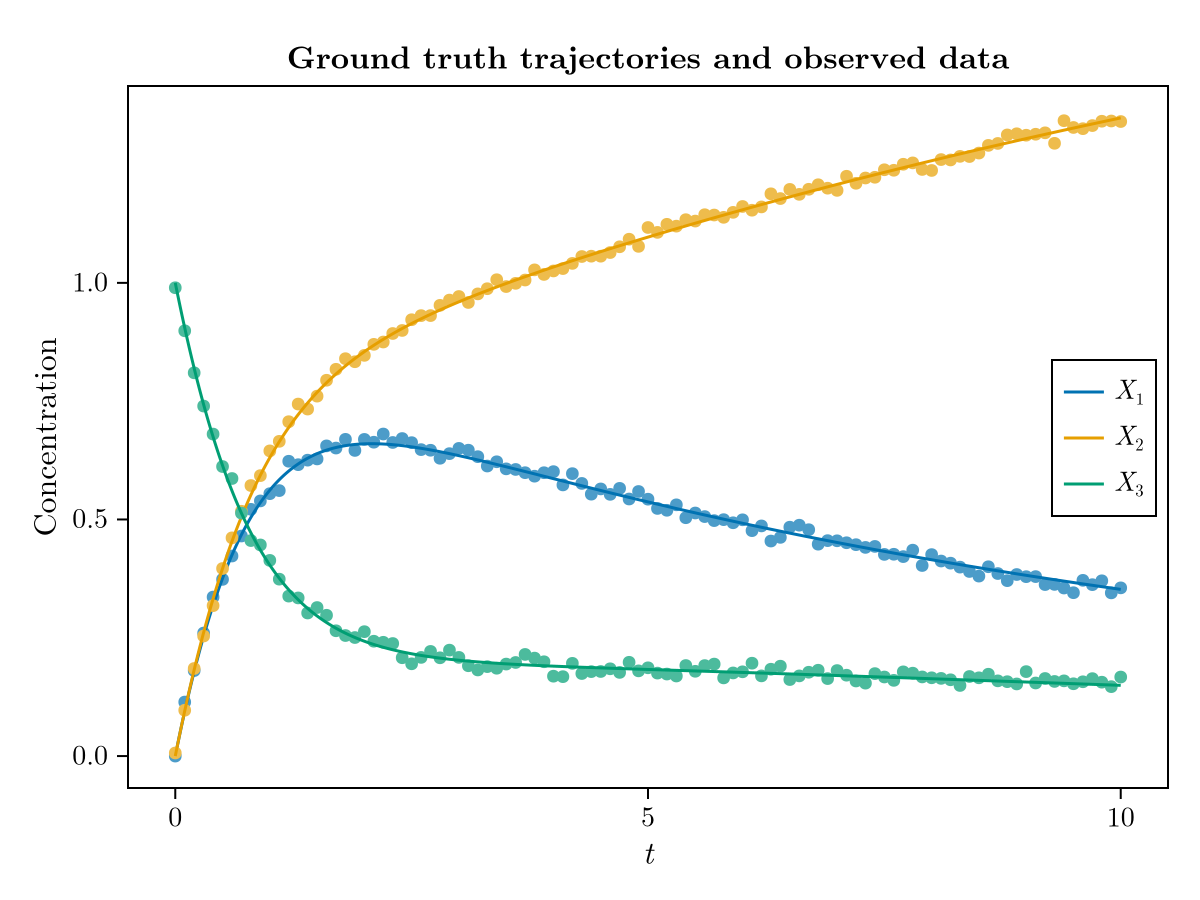 Ground truth trajectories and observed data
Concentration
1.0
0.5
0.0
0
5
10
t
X₁
X₂
X₃